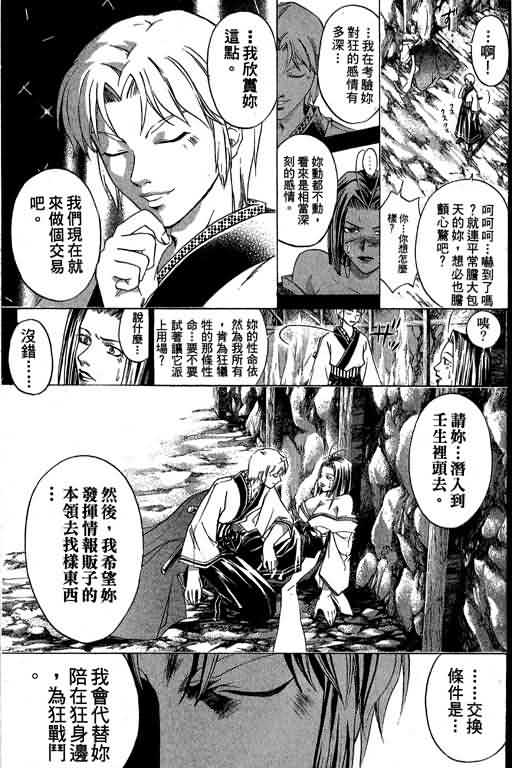 …啊！
呵呵呵…嚇到了嗎
？就連平常膽大包
天的妳，想必也膽
顫心驚吧？
…我在考驗妳
對狂的感情有
多深…
…
你…你想怎麼
樣？
妳動都不動，
看來是相當深
刻的感情。
…我欣賞妳
這點。
我們現在就
來做個交易
吧。
咦？
妳的性命依
然為我所有
，肯為狂犧
牲的那條性
命…要不要
試著讓它派
上用場？
說什麼…
沒錯……
請妳…潛入到
壬生裡頭去。
然後，我希望妳
發揮情報販子的
本領去找樣東西
…
……交換
條件是…
我會代替妳
陪在狂身邊
，為狂戰鬥
。